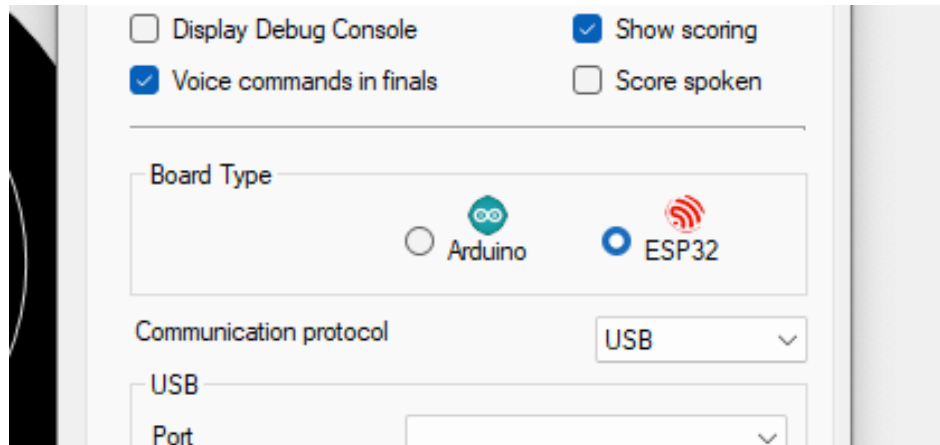 Display Debug Console
Show scoring
Voice commands in finals
Score spoken
Board Type
Arduino
ESP32
Communication protocol
USB
USB
Port